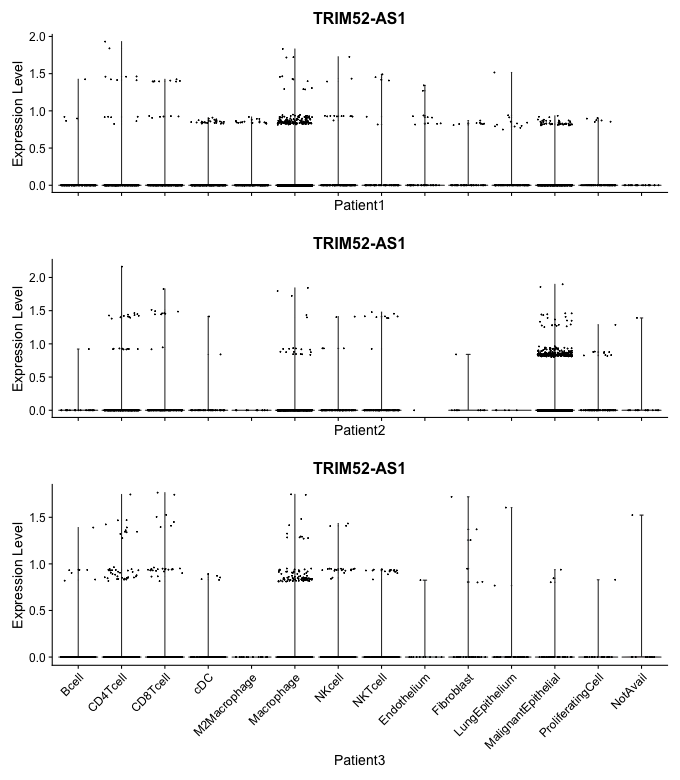 TRIM52-AS1
Expression Level
2.0
1.5
1.0
0.5
0.0
Patient1
TRIM52-AS1
Expression Level
2.0
1.5
1.0
0.5
0.0
Patient2
TRIM52-AS1
Expression Level
1.5
1.0
0.5
0.0
Bcell
CD4Tcell
CD8Tcell
cDC
M2Macrophage
Macrophage
NKcell
NKTcell
Endothelium
Fibroblast
LungEpithelium
MalignantEpithelial
ProliferatingCell
NotAvail
Patient3